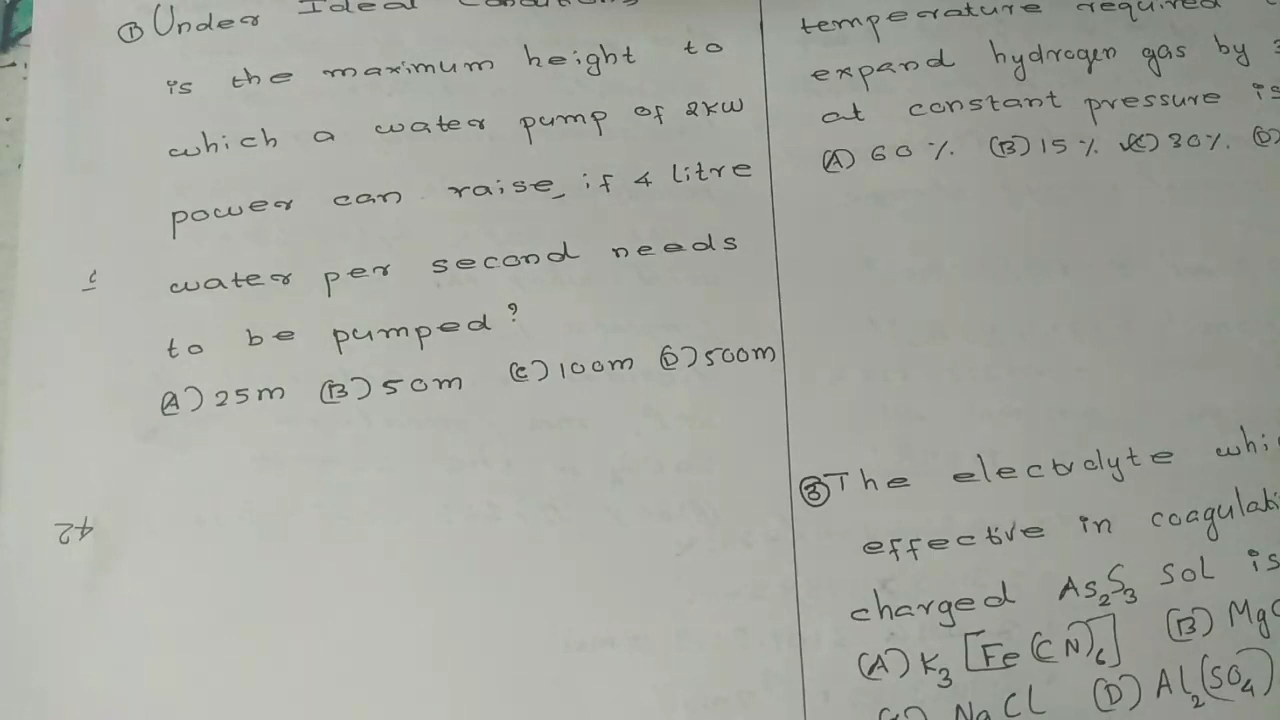 ① Under Ideal
is the maximum height to
which a water pump of 2KW
power can raise, if 4 litre
water per second needs
to be pumped?
(A) 25m (B) 50m (C) 100m (D) 500m
42
temperature required
expand hydrogen gas by
at constant pressure is
(A) 60 % (B) 15 % (C) 30 % (D)
③ The electrolyte whi
effective in coagulati
charged As₂S₃ Sol is
(A) K₃ [Fe(CN)₆] (B) Mg
NaCl (D) Al₂(SO₄)